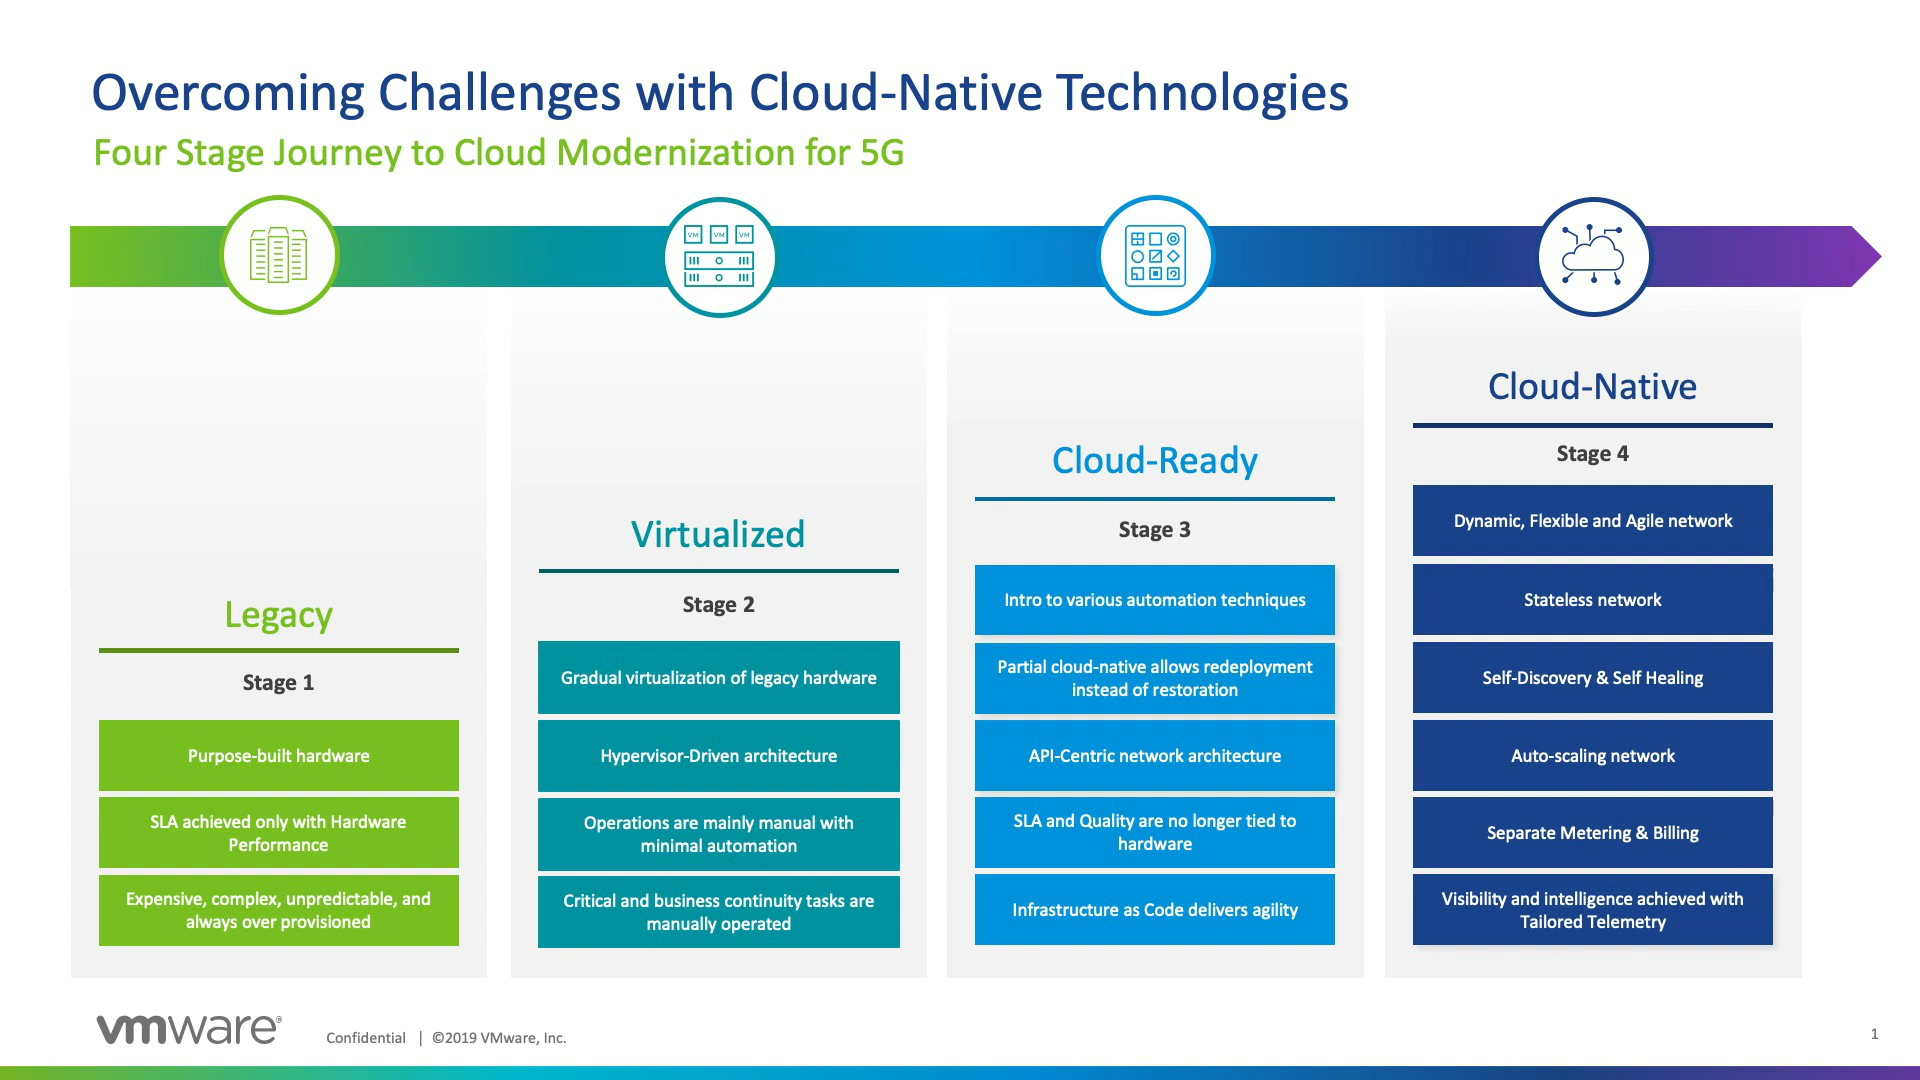 Overcoming Challenges with Cloud-Native Technologies
Four Stage Journey to Cloud Modernization for 5G
VM VM VM
Legacy
Stage 1
Purpose-built hardware
SLA achieved only with Hardware
Performance
Expensive, complex, unpredictable, and
always over provisioned
Virtualized
Stage 2
Gradual virtualization of legacy hardware
Hypervisor-Driven architecture
Operations are mainly manual with
minimal automation
Critical and business continuity tasks are
manually operated
Cloud-Ready
Stage 3
Intro to various automation techniques
Partial cloud-native allows redeployment
instead of restoration
API-Centric network architecture
SLA and Quality are no longer tied to
hardware
Infrastructure as Code delivers agility
Cloud-Native
Stage 4
Dynamic, Flexible and Agile network
Stateless network
Self-Discovery & Self Healing
Auto-scaling network
Separate Metering & Billing
Visibility and intelligence achieved with
Tailored Telemetry
vmware®
Confidential | ©2019 VMware, Inc.
1